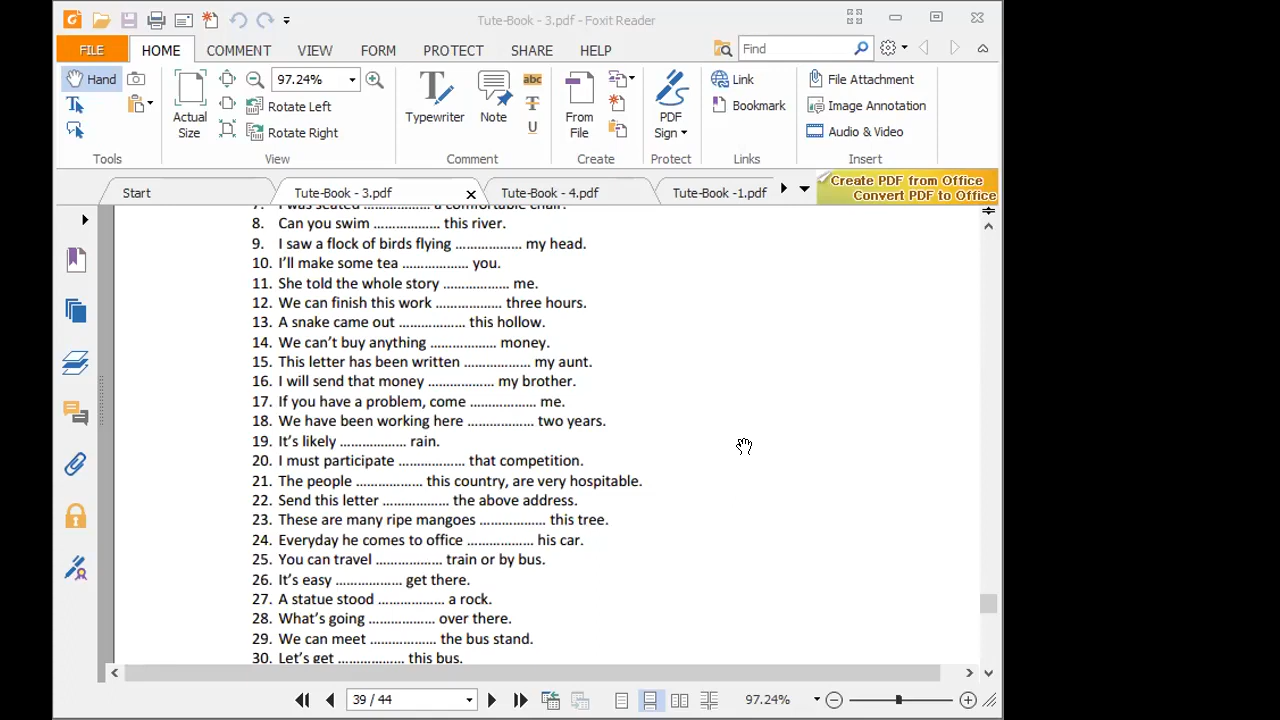 Tute-Book - 3.pdf - Foxit Reader
FILE HOME COMMENT VIEW FORM PROTECT SHARE HELP Find
Hand 97.24% Link File Attachment
Actual Size Rotate Left Typewriter Note From File PDF Sign Bookmark Image Annotation
Rotate Right Audio & Video
Tools View Comment Create Protect Links Insert
Start Tute-Book - 3.pdf Tute-Book - 4.pdf Tute-Book -1.pdf Create PDF from Office
Convert PDF to Office
7. I was seated ................ a comfortable chair.
8. Can you swim ................ this river.
9. I saw a flock of birds flying ................ my head.
10. I'll make some tea ................ you.
11. She told the whole story ................ me.
12. We can finish this work ................ three hours.
13. A snake came out ................ this hollow.
14. We can't buy anything ................ money.
15. This letter has been written ................ my aunt.
16. I will send that money ................ my brother.
17. If you have a problem, come ................ me.
18. We have been working here ................ two years.
19. It's likely ................ rain.
20. I must participate ................ that competition.
21. The people ................ this country, are very hospitable.
22. Send this letter ................ the above address.
23. These are many ripe mangoes ................ this tree.
24. Everyday he comes to office ................ his car.
25. You can travel ................ train or by bus.
26. It's easy ................ get there.
27. A statue stood ................ a rock.
28. What's going ................ over there.
29. We can meet ................ the bus stand.
30. Let's get ................ this bus.
39 / 44 97.24%